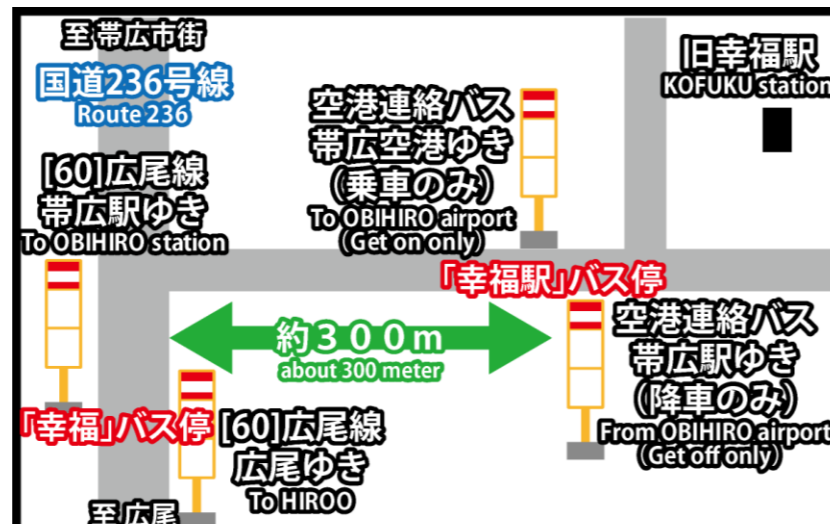 至 帯広市街
国道236号線
Route 236
[60]広尾線
帯広駅ゆき
To OBIHIRO station
空港連絡バス
帯広空港ゆき
（乗車のみ）
To OBIHIRO airport
（Get on only）
旧幸福駅
KOFUKU station
「幸福駅」バス停
約３００ｍ
about 300 meter
空港連絡バス
帯広駅ゆき
（降車のみ）
From OBIHIRO airport
（Get off only）
「幸福」バス停
[60]広尾線
広尾ゆき
To HIROO
至 広尾